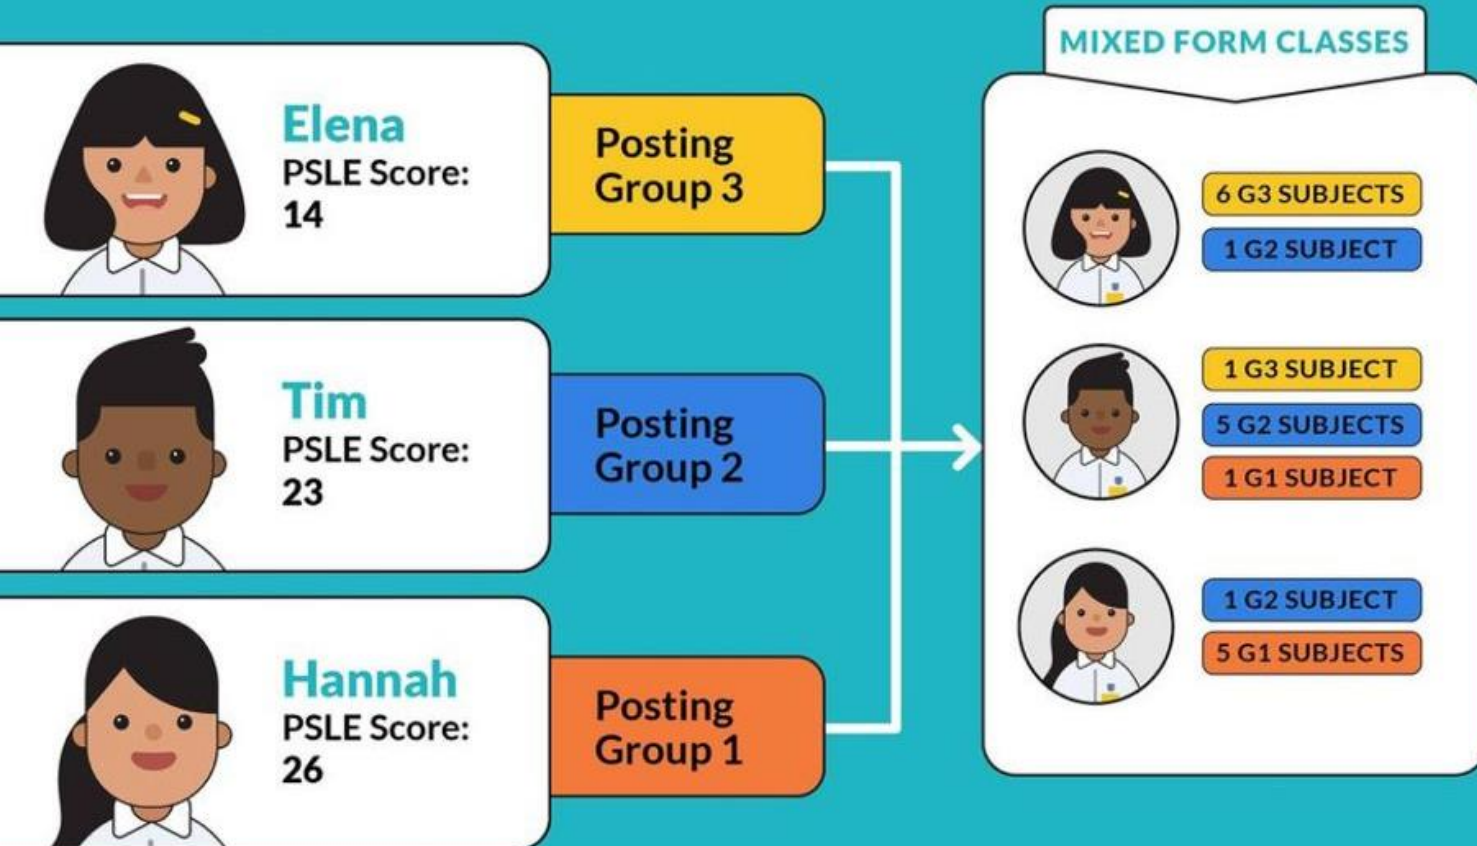 Elena
PSLE Score:
14
Posting
Group 3
Tim
PSLE Score:
23
Posting
Group 2
Hannah
PSLE Score:
26
Posting
Group 1
MIXED FORM CLASSES
6 G3 SUBJECTS
1 G2 SUBJECT
1 G3 SUBJECT
5 G2 SUBJECTS
1 G1 SUBJECT
1 G2 SUBJECT
5 G1 SUBJECTS